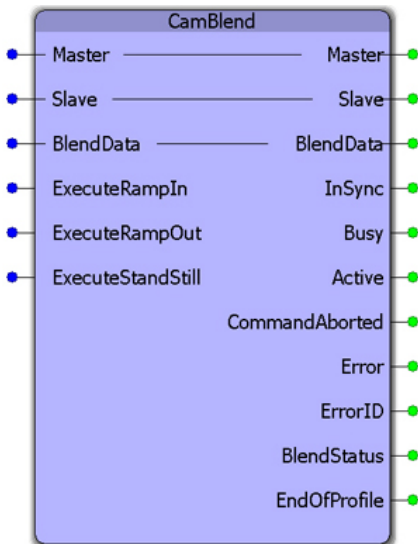 CamBlend
Master Master
Slave Slave
BlendData BlendData
ExecuteRampIn InSync
ExecuteRampOut Busy
ExecuteStandStill Active
CommandAborted
Error
ErrorID
BlendStatus
EndOfProfile